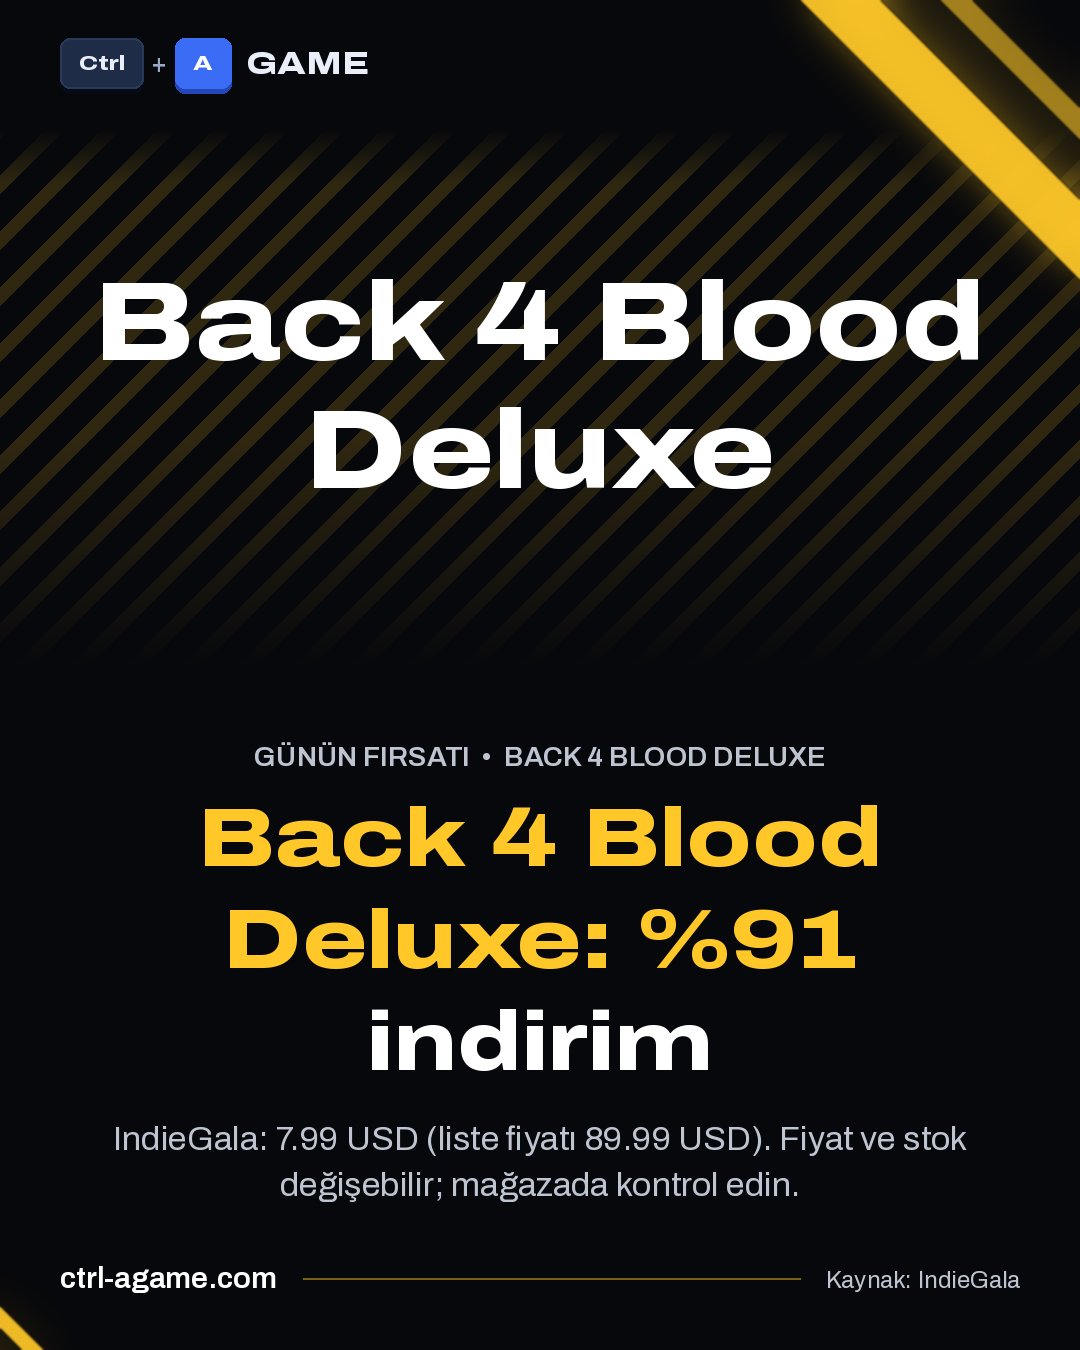 Ctrl + A GAME
Back 4 Blood
Deluxe
GÜNÜN FIRSATI • BACK 4 BLOOD DELUXE
Back 4 Blood
Deluxe: %91
indirim
IndieGala: 7.99 USD (liste fiyatı 89.99 USD). Fiyat ve stok
değişebilir; mağazada kontrol edin.
ctrl-agame.com
Kaynak: IndieGala